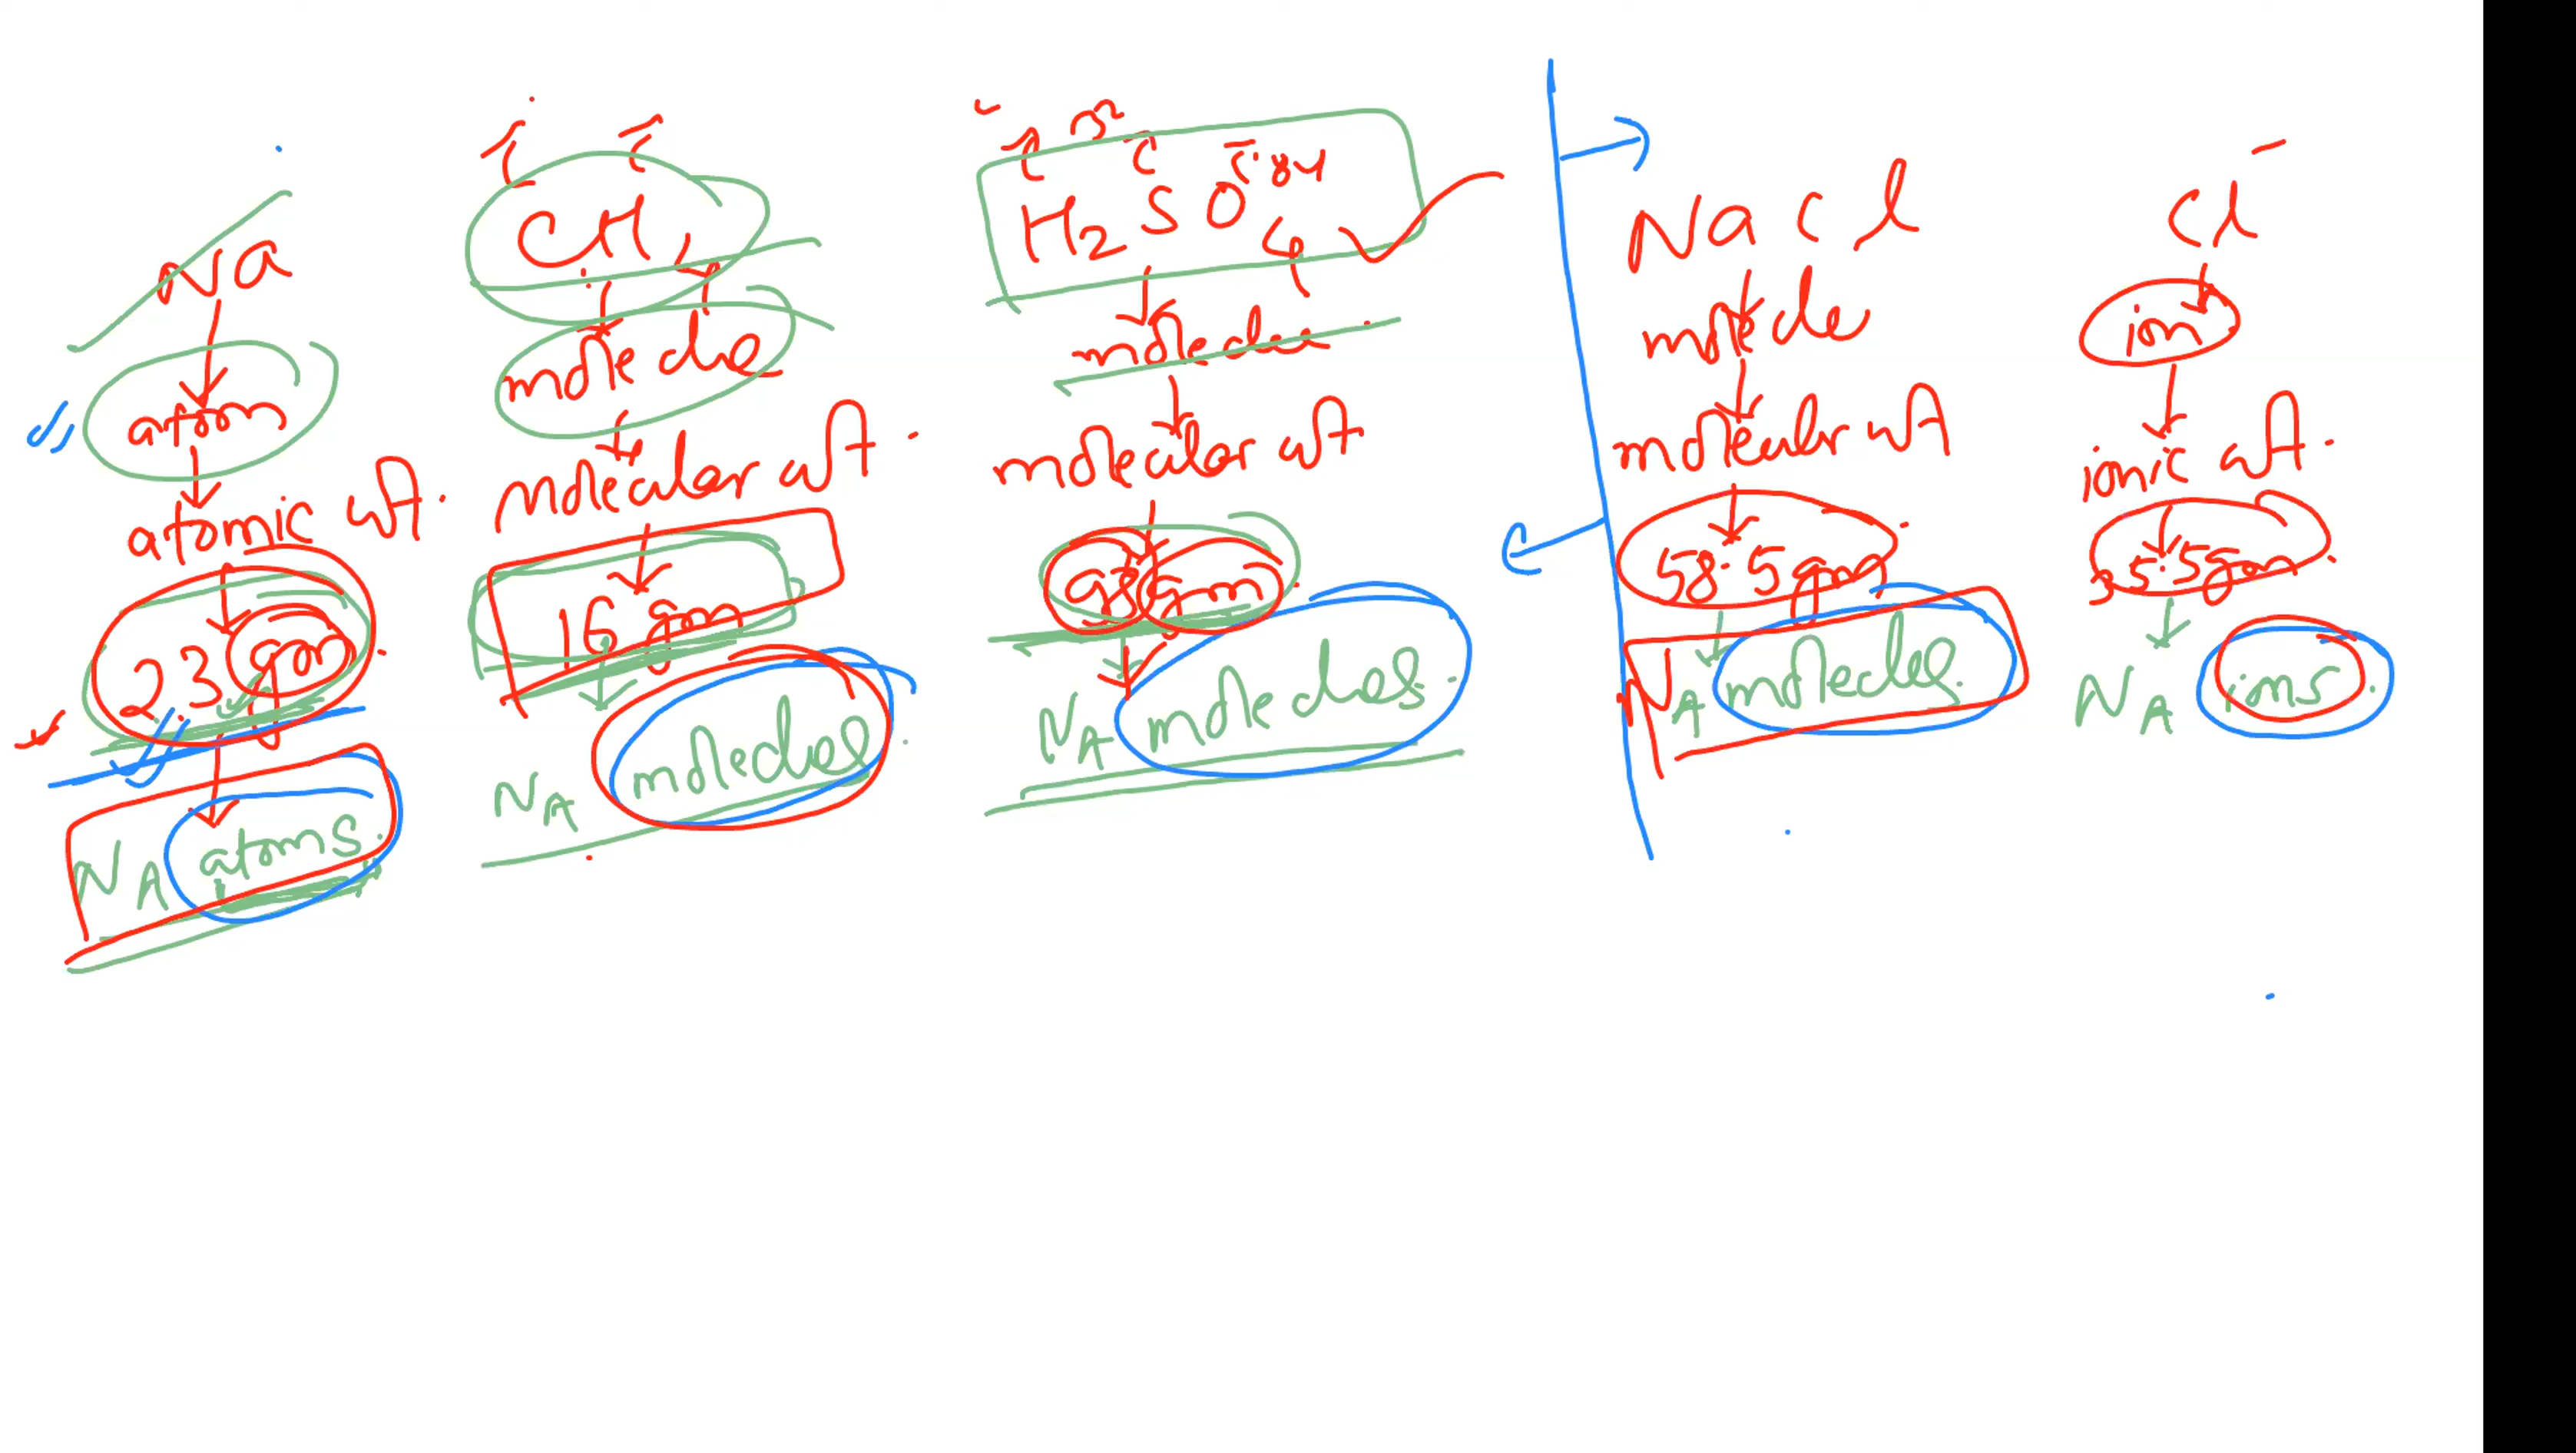 Na
atom
atomic wt.
23 gm
NA atoms.
CH4
molecule
molecular wt.
16 gm
NA molecules.
H2SO4
molecule
molecular wt
98 gm
NA molecules.
NaCl
molecule
molecular wt
58.5 gm
NA molecules.
Cl-
ion
ionic wt.
35.5 gm
NA ions.